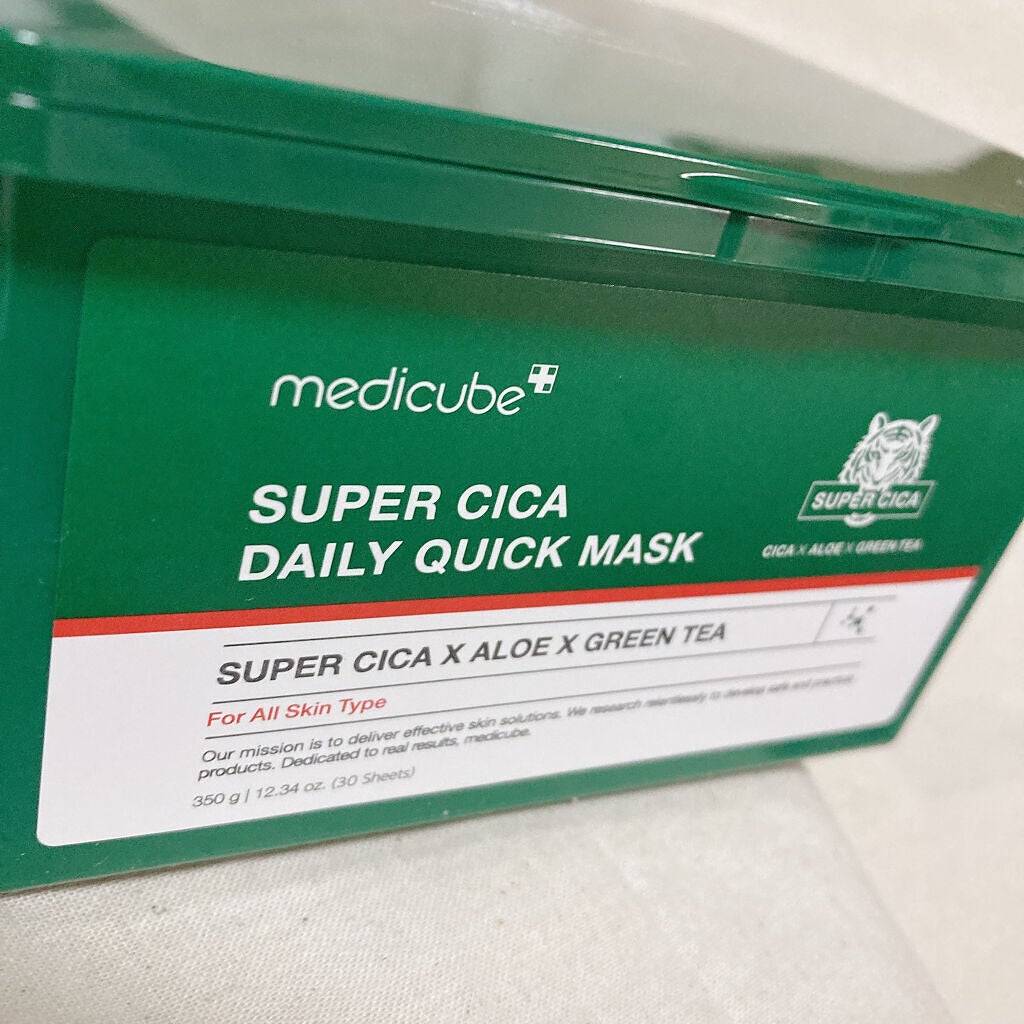 medicube
SUPER CICA
DAILY QUICK MASK
SUPER CICA
CICA X ALOE X GREEN TEA
SUPER CICA X ALOE X GREEN TEA
For All Skin Type
Our mission is to deliver effective skin solutions. We research relentlessly to develop safe and practical
products. Dedicated to real results, medicube.
350 g | 12.34 oz. (30 Sheets)